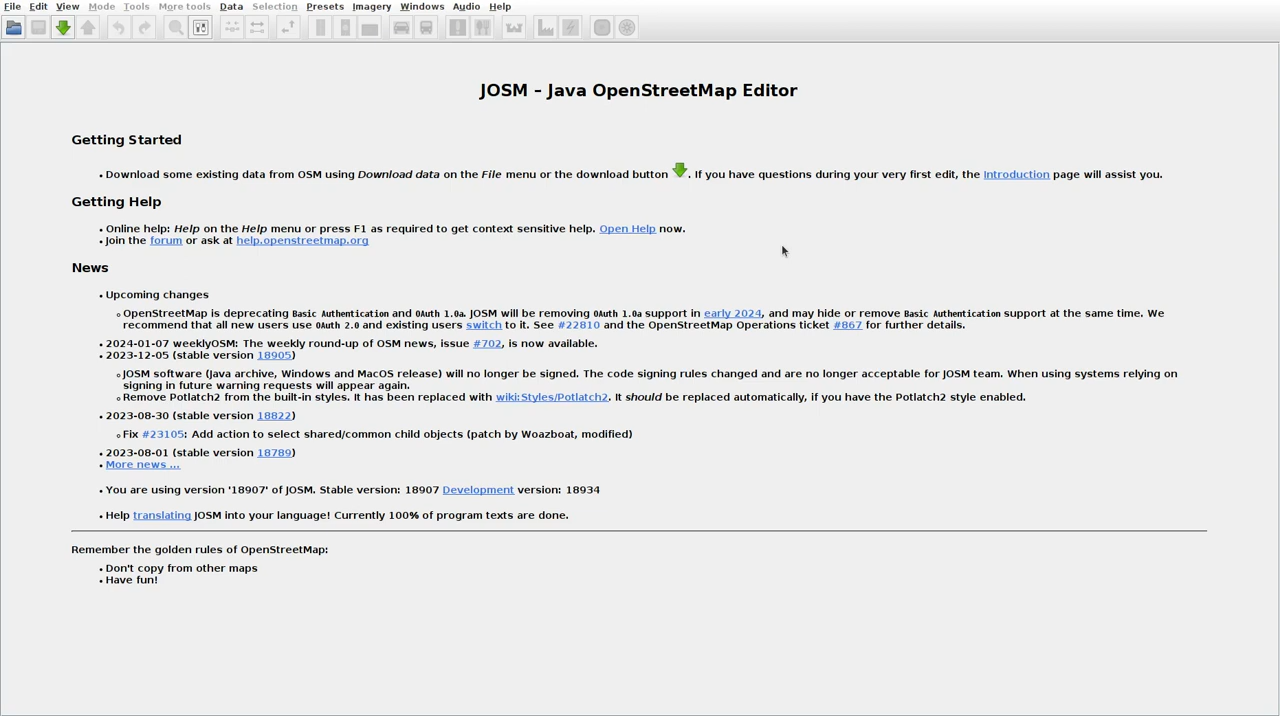 File Edit View Mode Tools More tools Data Selection Presets Imagery Windows Audio Help
JOSM – Java OpenStreetMap Editor
Getting Started
• Download some existing data from OSM using Download data on the File menu or the download button . If you have questions during your very first edit, the Introduction page will assist you.
Getting Help
• Online help: Help on the Help menu or press F1 as required to get context sensitive help. Open Help now.
• Join the forum or ask at help.openstreetmap.org
News
• Upcoming changes
◦ OpenStreetMap is deprecating Basic Authentication and OAuth 1.0a. JOSM will be removing OAuth 1.0a support in early 2024, and may hide or remove Basic Authentication support at the same time. We
recommend that all new users use OAuth 2.0 and existing users switch to it. See #22810 and the OpenStreetMap Operations ticket #867 for further details.
• 2024-01-07 weeklyOSM: The weekly round-up of OSM news, issue #702, is now available.
• 2023-12-05 (stable version 18905)
◦ JOSM software (Java archive, Windows and MacOS release) will no longer be signed. The code signing rules changed and are no longer acceptable for JOSM team. When using systems relying on
signing in future warning requests will appear again.
◦ Remove Potlatch2 from the built-in styles. It has been replaced with wiki:Styles/Potlatch2. It should be replaced automatically, if you have the Potlatch2 style enabled.
• 2023-08-30 (stable version 18822)
◦ Fix #23105: Add action to select shared/common child objects (patch by Woazboat, modified)
• 2023-08-01 (stable version 18789)
• More news ...
• You are using version '18907' of JOSM. Stable version: 18907 Development version: 18934
• Help translating JOSM into your language! Currently 100% of program texts are done.
Remember the golden rules of OpenStreetMap:
• Don't copy from other maps
• Have fun!